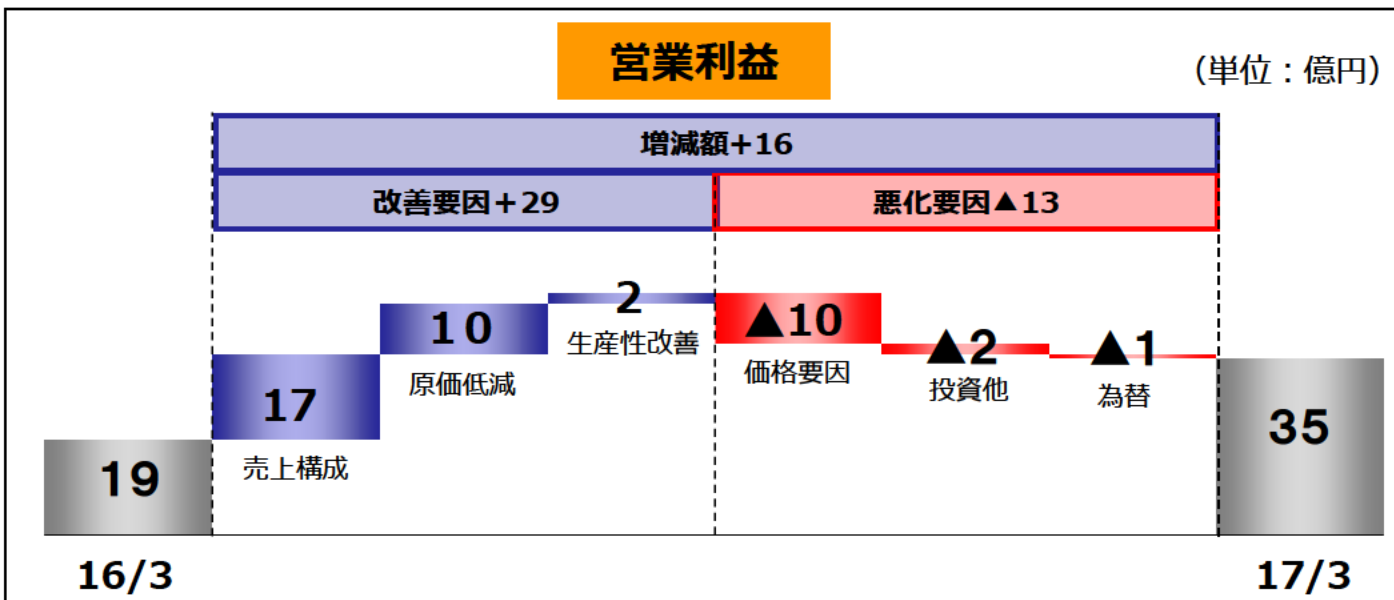 営業利益
（単位：億円）
増減額+16
改善要因+29
悪化要因▲13
19
17
売上構成
10
原価低減
2
生産性改善
▲10
価格要因
▲2
投資他
▲1
為替
35
16/3
17/3